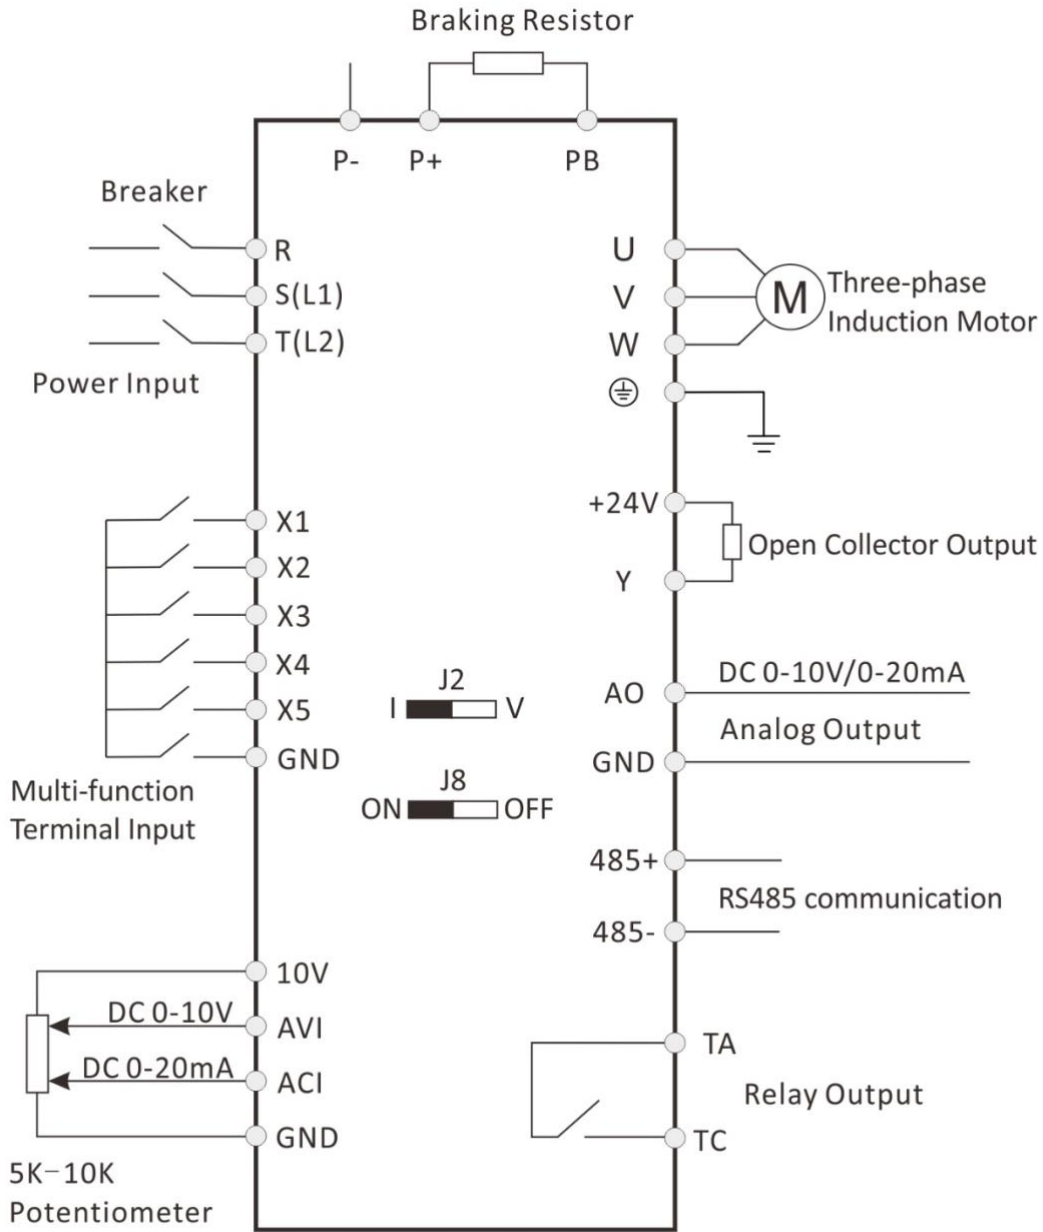 Braking Resistor
P-
P+
PB
Breaker
R
S(L1)
T(L2)
Power Input
U
V
W
M
Three-phase
Induction Motor
X1
X2
X3
X4
X5
GND
Multi-function
Terminal Input
J2
I
V
J8
ON
OFF
+24V
Y
Open Collector Output
AO
DC 0-10V/0-20mA
Analog Output
GND
485+
RS485 communication
485-
10V
DC 0-10V
AVI
DC 0-20mA
ACI
GND
5K-10K
Potentiometer
TA
Relay Output
TC